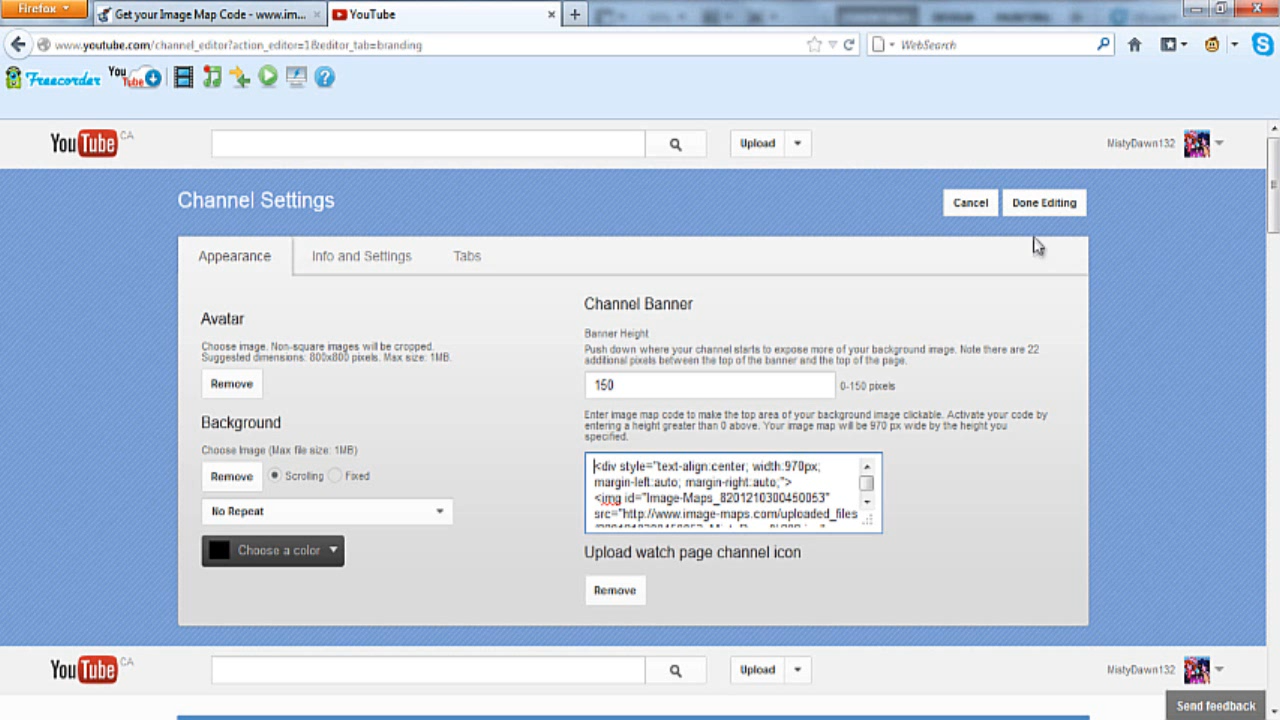 Firefox
Get your Image Map Code - www.im...
YouTube
www.youtube.com/channel_editor?action_editor=1&editor_tab=branding
WebSearch
Freecorder
You
Tube
YouTube CA
Upload
MistyDawn132
Channel Settings
Cancel
Done Editing
Appearance
Info and Settings
Tabs
Avatar
Choose image. Non-square images will be cropped.
Suggested dimensions: 800x800 pixels. Max size: 1MB.
Remove
Background
Choose Image (Max file size: 1MB)
Remove
Scrolling
Fixed
No Repeat
Choose a color
Channel Banner
Banner Height
Push down where your channel starts to expose more of your background image. Note there are 22
additional pixels between the top of the banner and the top of the page.
150
0-150 pixels
Enter image map code to make the top area of your background image clickable. Activate your code by
entering a height greater than 0 above. Your image map will be 970 px wide by the height you
specified.
<div style="text-align:center; width:970px;
margin-left:auto; margin-right:auto;">
<img id="Image-Maps_8201210300450053"
src="http://www.image-maps.com/uploaded_files
Upload watch page channel icon
Remove
YouTube CA
Upload
MistyDawn132
Send feedback